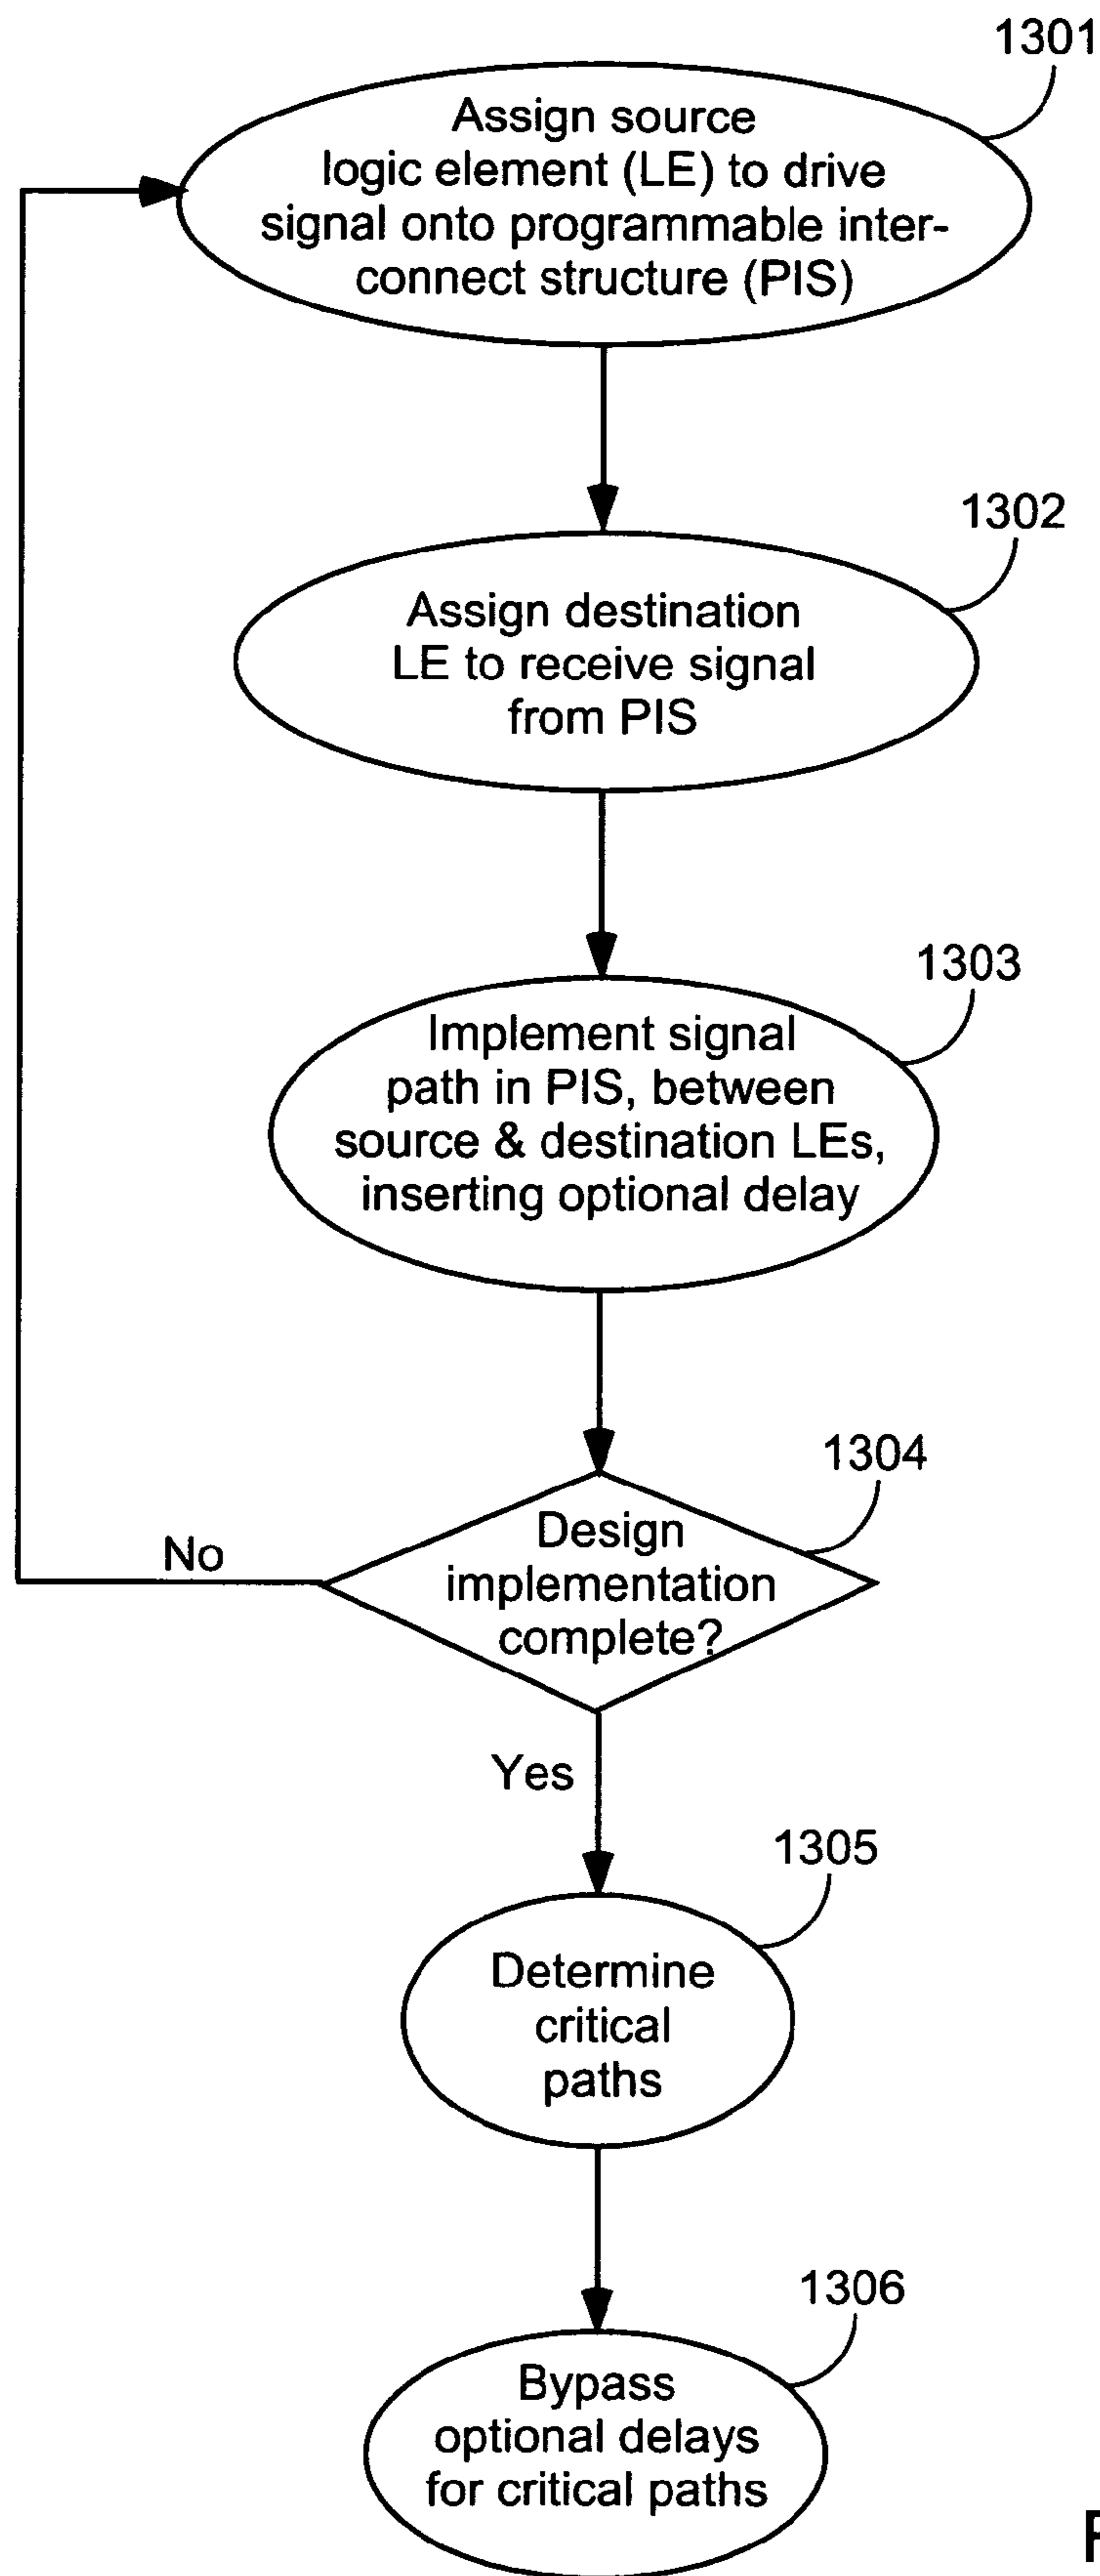 1301
Assign source
logic element (LE) to drive
signal onto programmable inter-
connect structure (PIS)
1302
Assign destination
LE to receive signal
from PIS
1303
Implement signal
path in PIS, between
source & destination LEs,
inserting optional delay
1304
Design
implementation
complete?
No
Yes
1305
Determine
critical
paths
1306
Bypass
optional delays
for critical paths